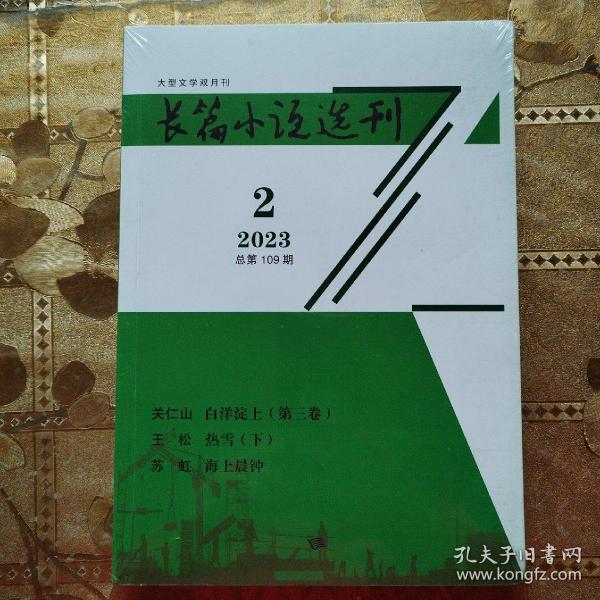 大型文学双月刊
长篇小说选刊
2
2023
总第109期
关仁山 白洋淀上(第三卷)
王松 热雪(下)
苏虹 海上晨钟
孔夫子旧书网
www.kongfz.com